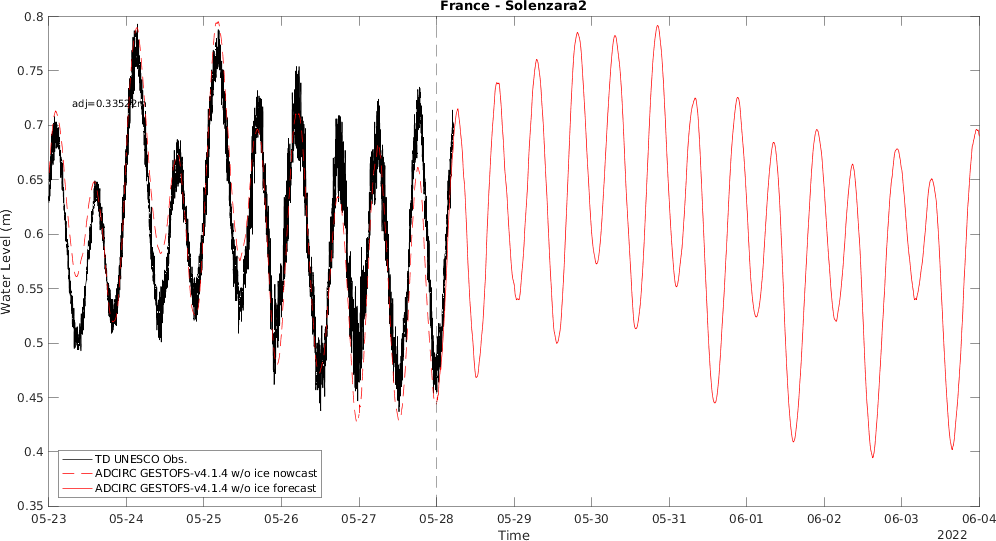 France - Solenzara2
0.8
0.75
adj=0.33522m
0.7
0.65
0.6
0.55
0.5
0.45
0.4
0.35
Water Level (m)
TD UNESCO Obs.
ADCIRC GESTOFS-v4.1.4 w/o ice nowcast
ADCIRC GESTOFS-v4.1.4 w/o ice forecast
05-23 05-24 05-25 05-26 05-27 05-28 05-29 05-30 05-31 06-01 06-02 06-03 06-04
Time
2022